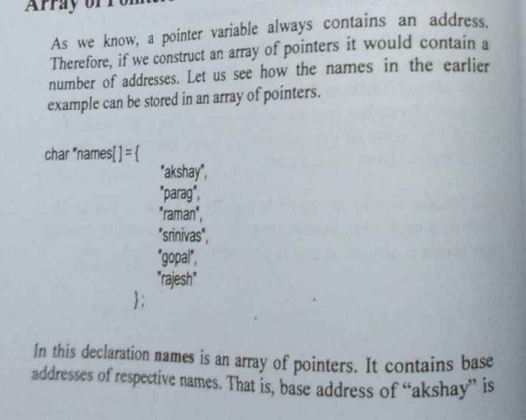 Array of Pointers
As we know, a pointer variable always contains an address.
Therefore, if we construct an array of pointers it would contain a
number of addresses. Let us see how the names in the earlier
example can be stored in an array of pointers.
char *names[ ] = {
"akshay",
"parag",
"raman",
"srinivas",
"gopal",
"rajesh"
};
In this declaration names is an array of pointers. It contains base
addresses of respective names. That is, base address of “akshay” is